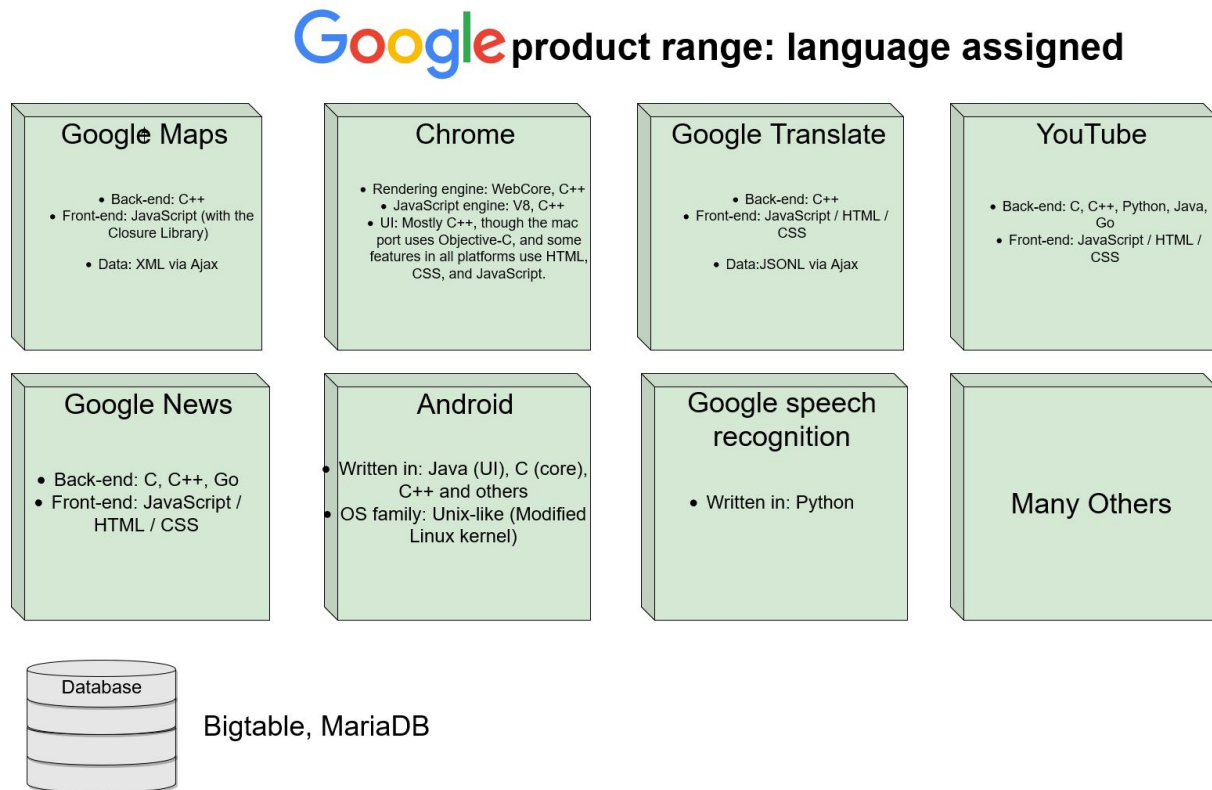 Google product range: language assigned
Google Maps
• Back-end: C++
• Front-end: JavaScript (with the
Closure Library)
• Data: XML via Ajax
Chrome
• Rendering engine: WebCore, C++
• JavaScript engine: V8, C++
• UI: Mostly C++, though the mac
port uses Objective-C, and some
features in all platforms use HTML,
CSS, and JavaScript.
Google Translate
• Back-end: C++
• Front-end: JavaScript / HTML /
CSS
• Data:JSONL via Ajax
YouTube
• Back-end: C, C++, Python, Java,
Go
• Front-end: JavaScript / HTML /
CSS
Google News
• Back-end: C, C++, Go
• Front-end: JavaScript /
HTML / CSS
Android
• Written in: Java (UI), C (core),
C++ and others
• OS family: Unix-like (Modified
Linux kernel)
Google speech
recognition
• Written in: Python
Many Others
Database
Bigtable, MariaDB